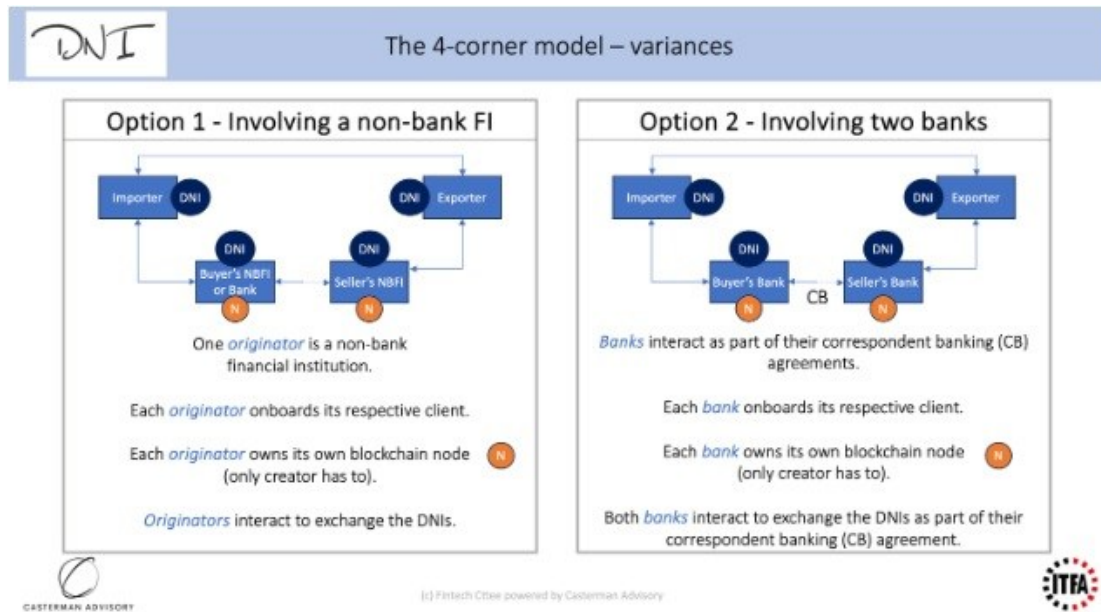 DNI
The 4-corner model – variances
Option 1 - Involving a non-bank FI
Importer
DNI
DNI
Exporter
DNI
DNI
Buyer's NBFI
or Bank
Seller's NBFI
N
N
One originator is a non-bank
financial institution.
Each originator onboards its respective client.
Each originator owns its own blockchain node
(only creator has to).
N
Originators interact to exchange the DNIs.
Option 2 - Involving two banks
Importer
DNI
DNI
Exporter
DNI
DNI
Buyer's Bank
CB
Seller's Bank
N
N
Banks interact as part of their correspondent banking (CB)
agreements.
Each bank onboards its respective client.
Each bank owns its own blockchain node
(only creator has to).
N
Both banks interact to exchange the DNIs as part of their
correspondent banking (CB) agreement.
CASTERMAN ADVISORY
(c) Fintech Cttee powered by Casterman Advisory
ITFA